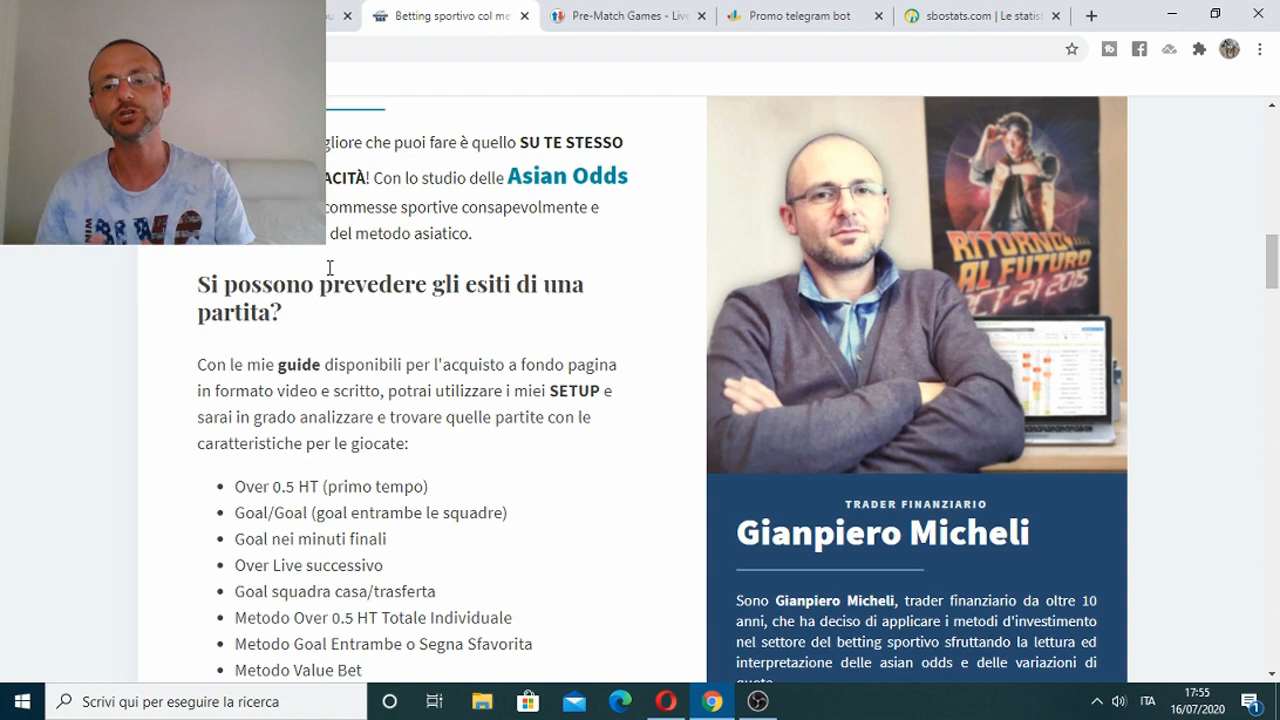 Betting sportivo col me
Pre-Match Games - Live
Promo telegram bot
sbostats.com | Le statist
gliore che puoi fare è quello SU TE STESSO
ACITÀ! Con lo studio delle Asian Odds
commesse sportive consapevolmente e
del metodo asiatico.
Si possono prevedere gli esiti di una
partita?
Con le mie guide disponibili per l'acquisto a fondo pagina
in formato video e scritto, potrai utilizzare i miei SETUP e
sarai in grado analizzare e trovare quelle partite con le
caratteristiche per le giocate:
• Over 0.5 HT (primo tempo)
• Goal/Goal (goal entrambe le squadre)
• Goal nei minuti finali
• Over Live successivo
• Goal squadra casa/trasferta
• Metodo Over 0.5 HT Totale Individuale
• Metodo Goal Entrambe o Segna Sfavorita
• Metodo Value Bet
RITORNO
AL FUTURO
OCT 21 2015
TRADER FINANZIARIO
Gianpiero Micheli
Sono Gianpiero Micheli, trader finanziario da oltre 10
anni, che ha deciso di applicare i metodi d'investimento
nel settore del betting sportivo sfruttando la lettura ed
interpretazione delle asian odds e delle variazioni di
quote.
Scrivi qui per eseguire la ricerca
ITA
17:55
16/07/2020
1